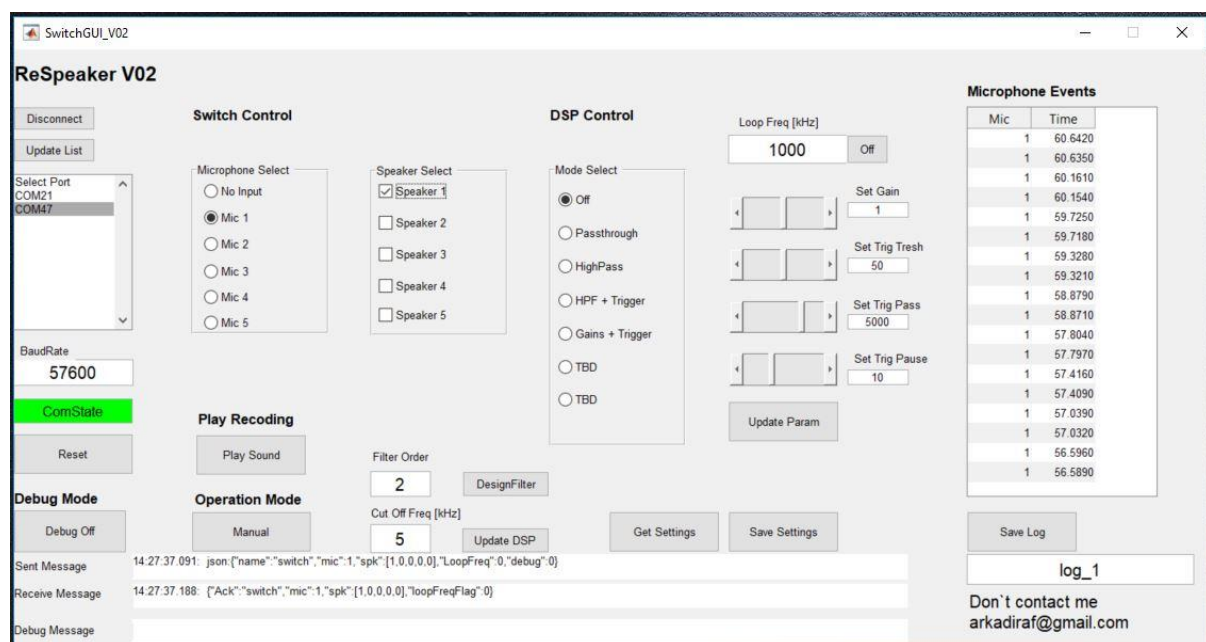 SwitchGUI_V02
ReSpeaker V02
Disconnect
Update List
Select Port
COM21
COM47
BaudRate
57600
ComState
Reset
Debug Mode
Debug Off
Switch Control
Microphone Select
No Input
Mic 1
Mic 2
Mic 3
Mic 4
Mic 5
Speaker Select
Speaker 1
Speaker 2
Speaker 3
Speaker 4
Speaker 5
Play Recoding
Play Sound
Operation Mode
Manual
Filter Order
2
DesignFilter
Cut Off Freq [kHz]
5
Update DSP
DSP Control
Mode Select
Off
Passthrough
HighPass
HPF + Trigger
Gains + Trigger
TBD
TBD
Loop Freq [kHz]
1000
Off
Set Gain
1
Set Trig Tresh
50
Set Trig Pass
5000
Set Trig Pause
10
Update Param
Get Settings
Save Settings
Microphone Events
Mic Time
1 60.6420
1 60.6350
1 60.1610
1 60.1540
1 59.7250
1 59.7180
1 59.3280
1 59.3210
1 58.8790
1 58.8710
1 57.8040
1 57.7970
1 57.4160
1 57.4090
1 57.0390
1 57.0320
1 56.5960
1 56.5890
Save Log
log_1
Don`t contact me
arkadiraf@gmail.com
Sent Message 14:27:37.091: json:{"name":"switch","mic":1,"spk":[1,0,0,0,0],"LoopFreq":0,"debug":0}
Receive Message 14:27:37.188: {"Ack":"switch","mic":1,"spk":[1,0,0,0,0],"loopFreqFlag":0}
Debug Message